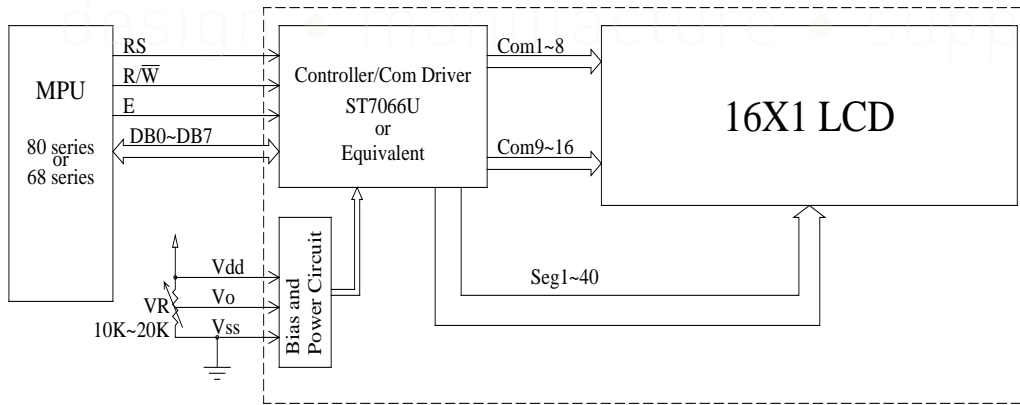 design • manufacture • supp
MPU
80 series
or
68 series
RS
R/W̅
E
DB0~DB7
Controller/Com Driver
ST7066U
or
Equivalent
Com1~8
Com9~16
16X1 LCD
Vdd
Vo
Vss
VR
10K~20K
Bias and
Power Circuit
Seg1~40